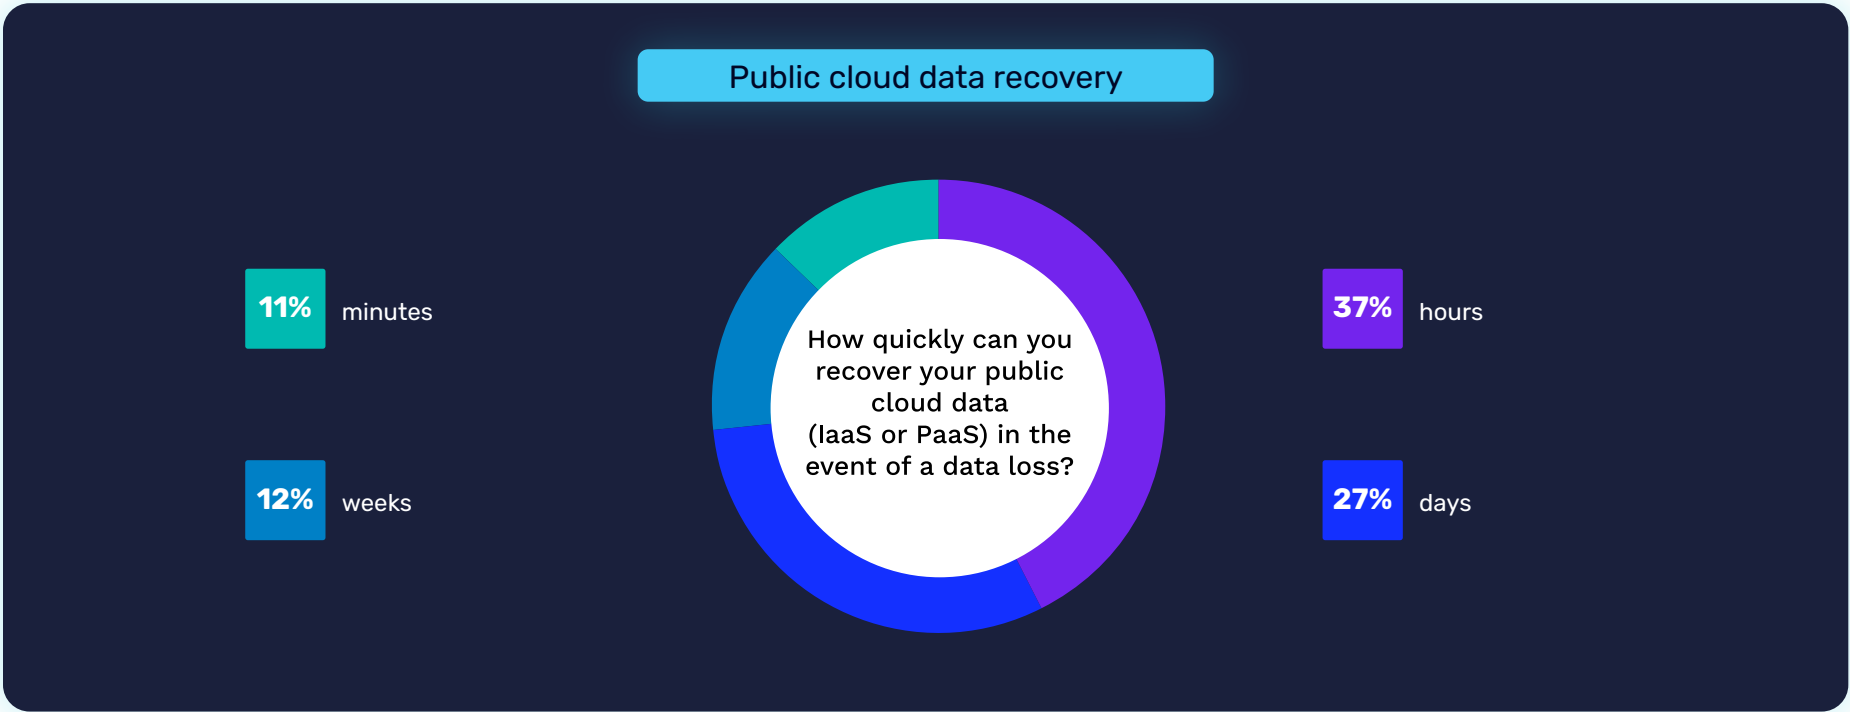 Public cloud data recovery
11% minutes
12% weeks
How quickly can you
recover your public
cloud data
(IaaS or PaaS) in the
event of a data loss?
37% hours
27% days